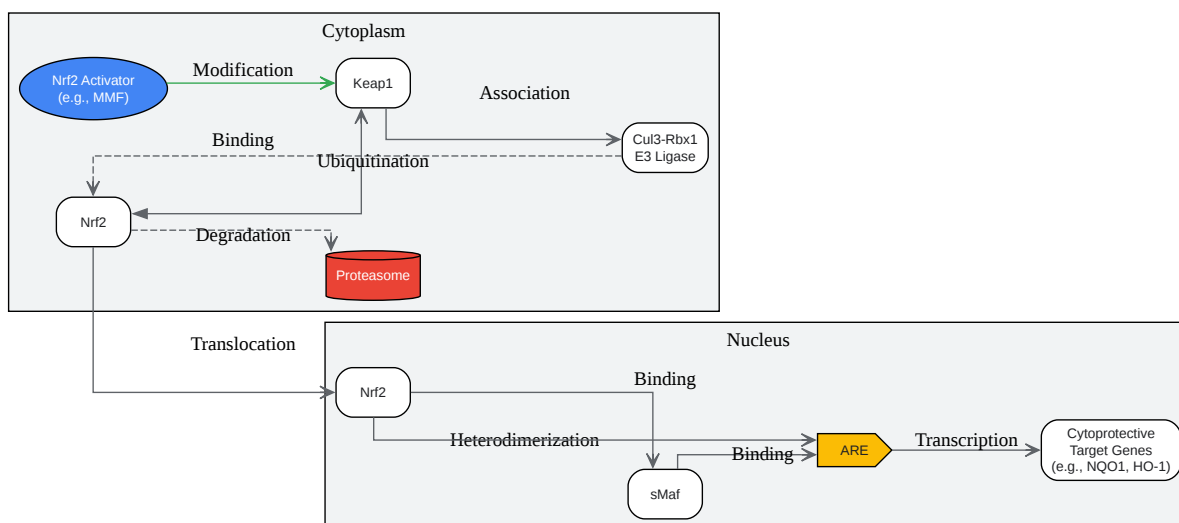 Cytoplasm
Nrf2 Activator
(e.g., MMF)
Modification
Keap1
Association
Cul3-Rbx1
E3 Ligase
Binding
Ubiquitination
Nrf2
Degradation
Proteasome
Translocation
Nucleus
Nrf2
Binding
Heterodimerization
Binding
ARE
Transcription
Cytoprotective
Target Genes
(e.g., NQO1, HO-1)
sMaf